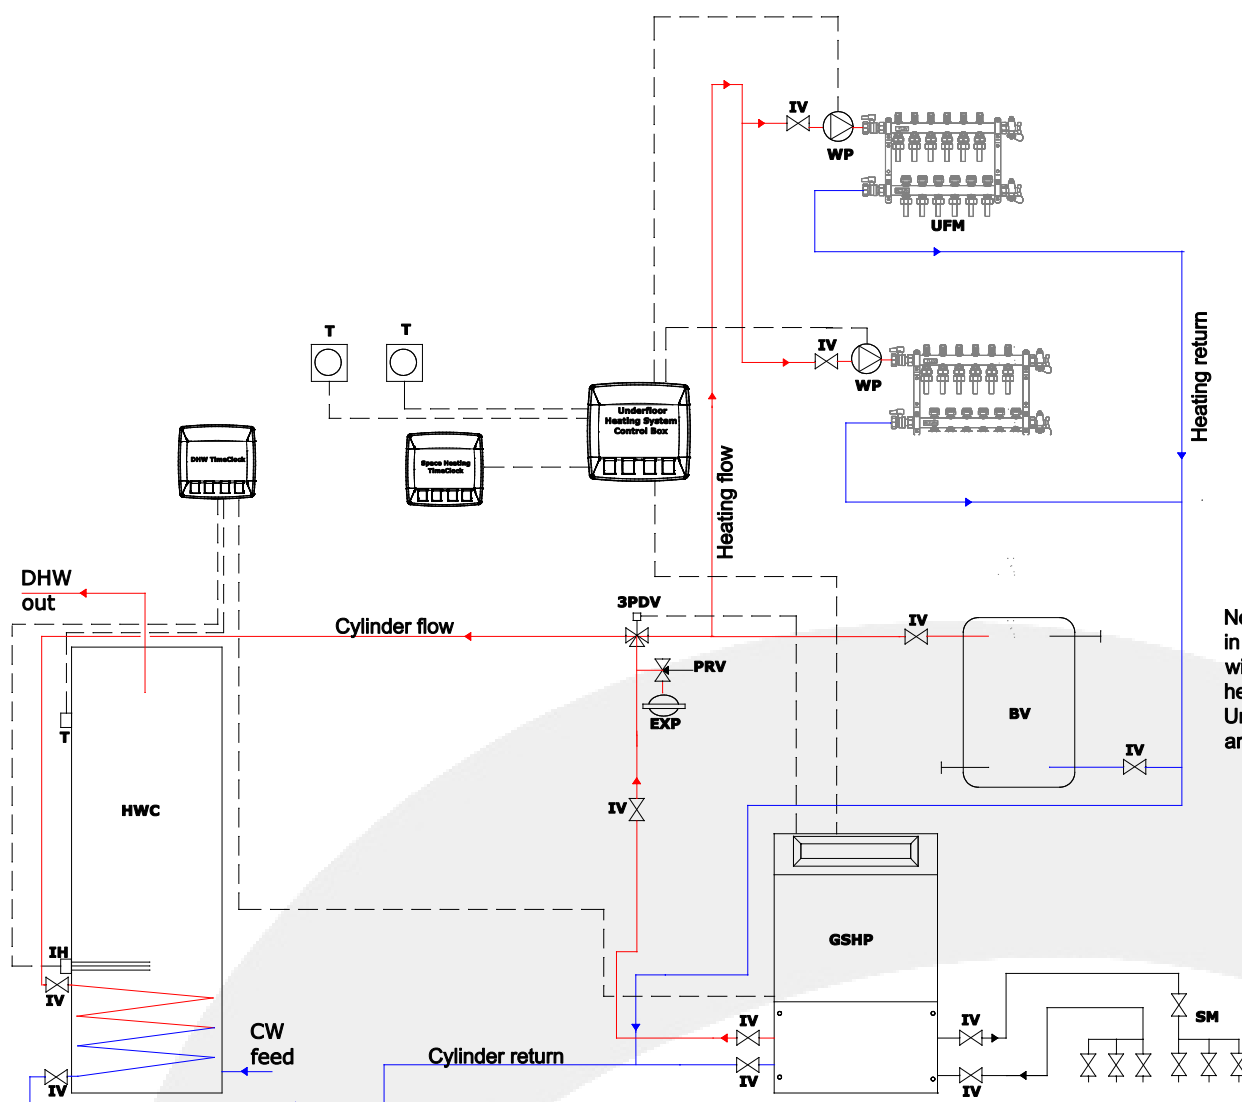 IV
WP
UFM
T
T
IV
WP
Underfloor
Heating System
Control Box
DHW TimeClock
Space Heating
TimeClock
Heating flow
Heating return
DHW
out
3PDV
Cylinder flow
IV
PRV
EXP
BV
IV
T
HWC
IV
GSHP
IH
IV
CW
feed
IV
IV
SM
Cylinder return
IV
IV
IV
in